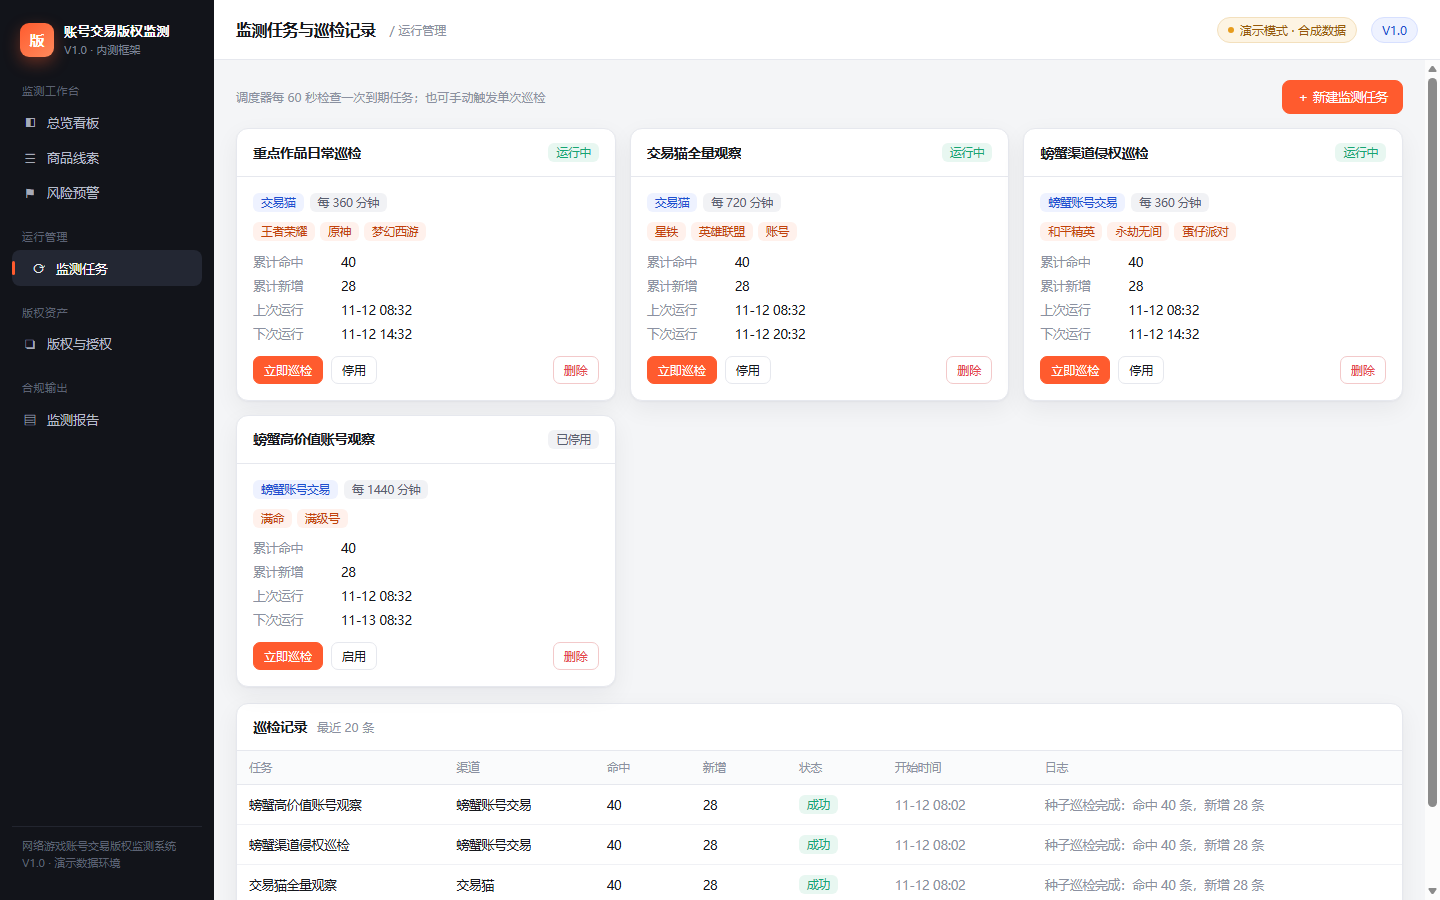 版
账号交易版权监测
V1.0 · 内测框架
监测工作台
总览看板
商品线索
风险预警
运行管理
监测任务
版权资产
版权与授权
合规输出
监测报告
网络游戏账号交易版权监测系统
V1.0 · 演示数据环境
监测任务与巡检记录 / 运行管理
演示模式 · 合成数据 V1.0
调度器每 60 秒检查一次到期任务；也可手动触发单次巡检
+ 新建监测任务
重点作品日常巡检 运行中
交易猫 每 360 分钟
王者荣耀 原神 梦幻西游
累计命中 40
累计新增 28
上次运行 11-12 08:32
下次运行 11-12 14:32
立即巡检 停用 删除
交易猫全量观察 运行中
交易猫 每 720 分钟
星铁 英雄联盟 账号
累计命中 40
累计新增 28
上次运行 11-12 08:32
下次运行 11-12 20:32
立即巡检 停用 删除
螃蟹渠道侵权巡检 运行中
螃蟹账号交易 每 360 分钟
和平精英 永劫无间 蛋仔派对
累计命中 40
累计新增 28
上次运行 11-12 08:32
下次运行 11-12 14:32
立即巡检 停用 删除
螃蟹高价值账号观察 已停用
螃蟹账号交易 每 1440 分钟
满命 满级号
累计命中 40
累计新增 28
上次运行 11-12 08:32
下次运行 11-13 08:32
立即巡检 启用 删除
巡检记录 最近 20 条
任务 渠道 命中 新增 状态 开始时间 日志
螃蟹高价值账号观察 螃蟹账号交易 40 28 成功 11-12 08:02 种子巡检完成：命中 40 条，新增 28 条
螃蟹渠道侵权巡检 螃蟹账号交易 40 28 成功 11-12 08:02 种子巡检完成：命中 40 条，新增 28 条
交易猫全量观察 交易猫 40 28 成功 11-12 08:02 种子巡检完成：命中 40 条，新增 28 条